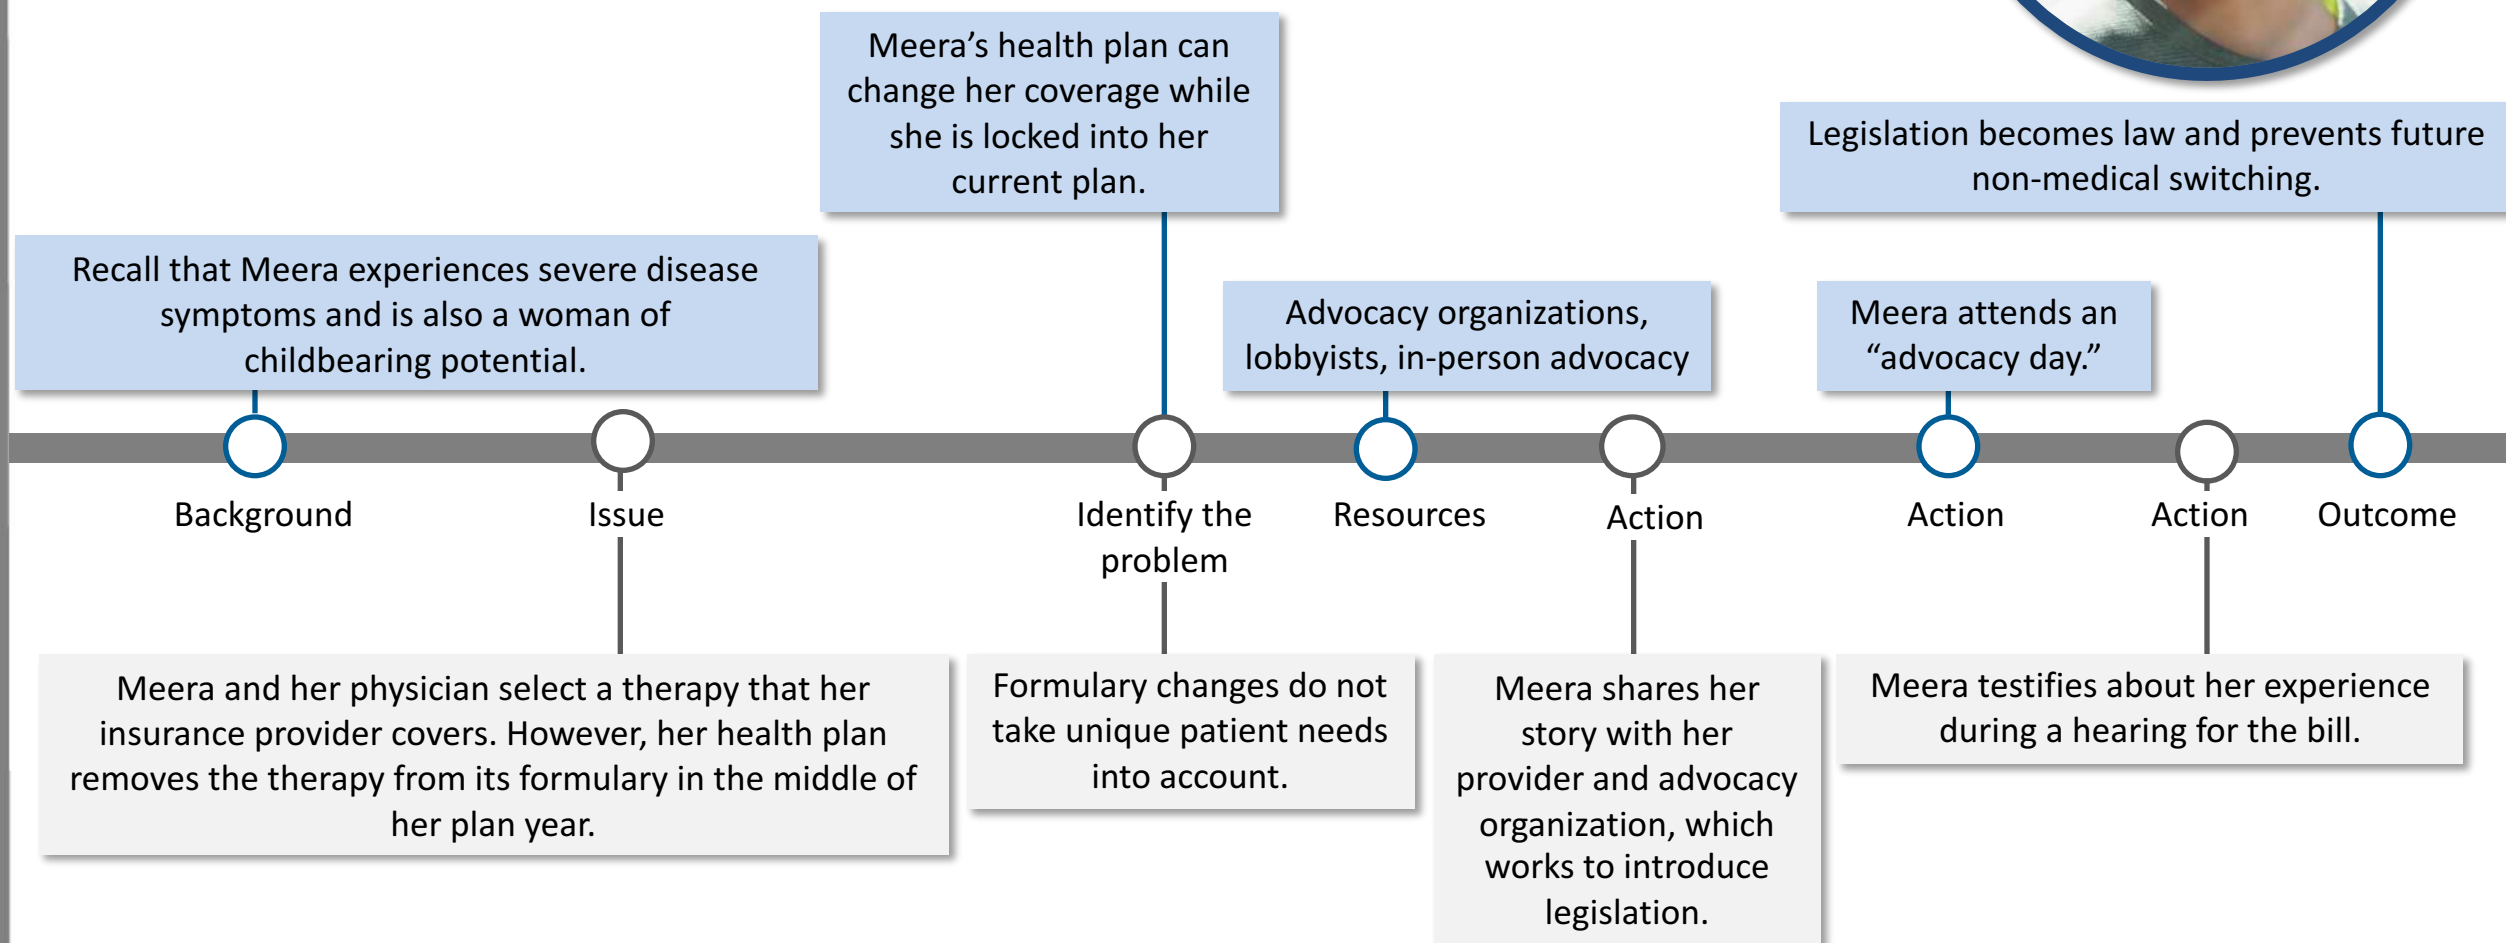 Meera’s health plan can
change her coverage while
she is locked into her
current plan.
Legislation becomes law and prevents future
non-medical switching.
Recall that Meera experiences severe disease
symptoms and is also a woman of
childbearing potential.
Advocacy organizations,
lobbyists, in-person advocacy
Meera attends an
“advocacy day.”
Background
Issue
Identify the
problem
Resources
Action
Action
Action
Outcome
Meera and her physician select a therapy that her
insurance provider covers. However, her health plan
removes the therapy from its formulary in the middle of
her plan year.
Formulary changes do not
take unique patient needs
into account.
Meera shares her
story with her
provider and advocacy
organization, which
works to introduce
legislation.
Meera testifies about her experience
during a hearing for the bill.